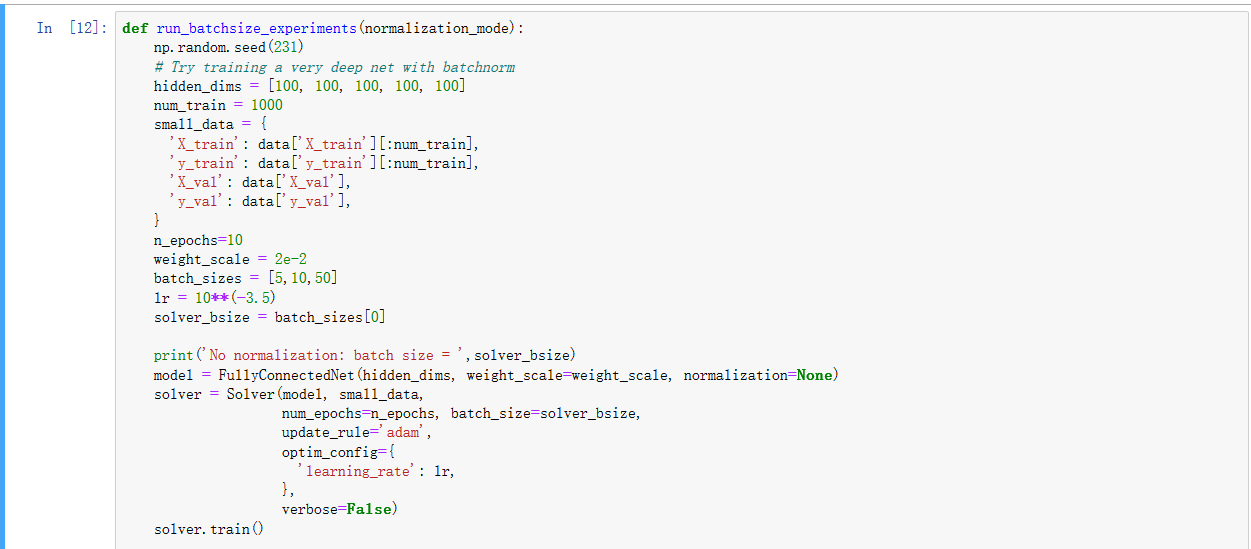 In [12]: def run_batchsize_experiments(normalization_mode):
    np.random.seed(231)
    # Try training a very deep net with batchnorm
    hidden_dims = [100, 100, 100, 100, 100]
    num_train = 1000
    small_data = {
      'X_train': data['X_train'][:num_train],
      'y_train': data['y_train'][:num_train],
      'X_val': data['X_val'],
      'y_val': data['y_val'],
    }
    n_epochs=10
    weight_scale = 2e-2
    batch_sizes = [5,10,50]
    lr = 10**(-3.5)
    solver_bsize = batch_sizes[0]

    print('No normalization: batch size = ',solver_bsize)
    model = FullyConnectedNet(hidden_dims, weight_scale=weight_scale, normalization=None)
    solver = Solver(model, small_data,
                    num_epochs=n_epochs, batch_size=solver_bsize,
                    update_rule='adam',
                    optim_config={
                      'learning_rate': lr,
                    },
                    verbose=False)
    solver.train()